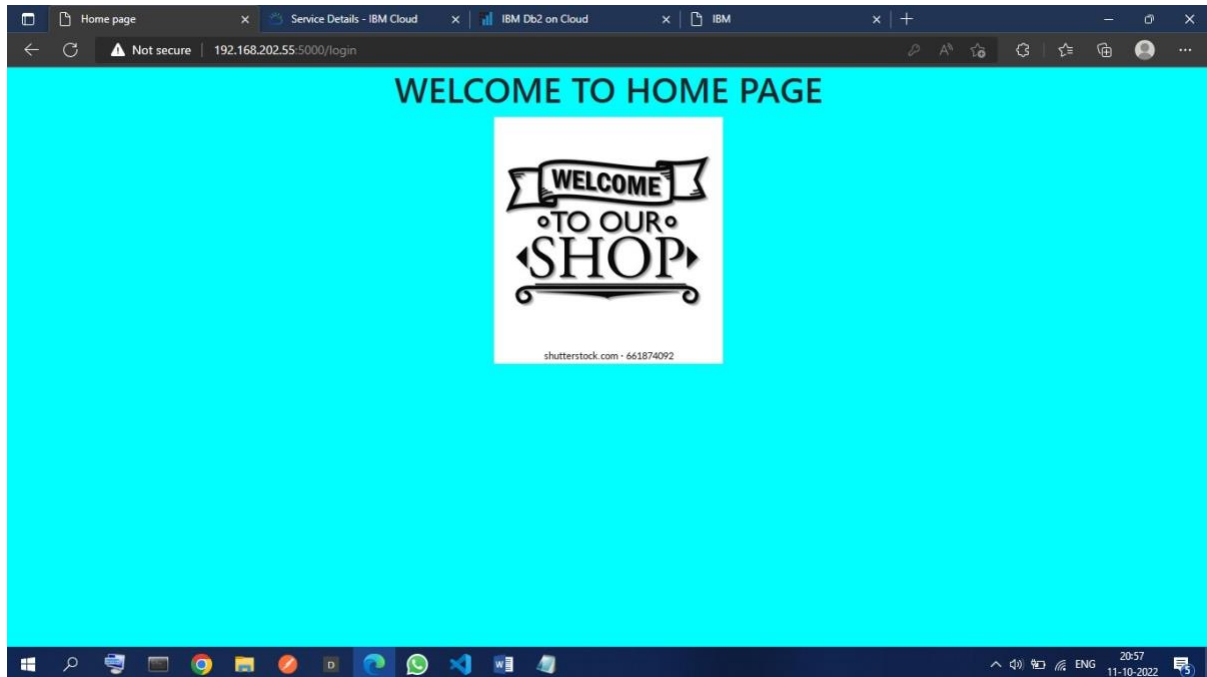 Home page
Service Details - IBM Cloud
IBM Db2 on Cloud
IBM
Not secure
192.168.202.55:5000/login
WELCOME TO HOME PAGE
WELCOME
TO OUR
SHOP
shutterstock.com · 661874092
D
W
ENG
20:57
11-10-2022
5